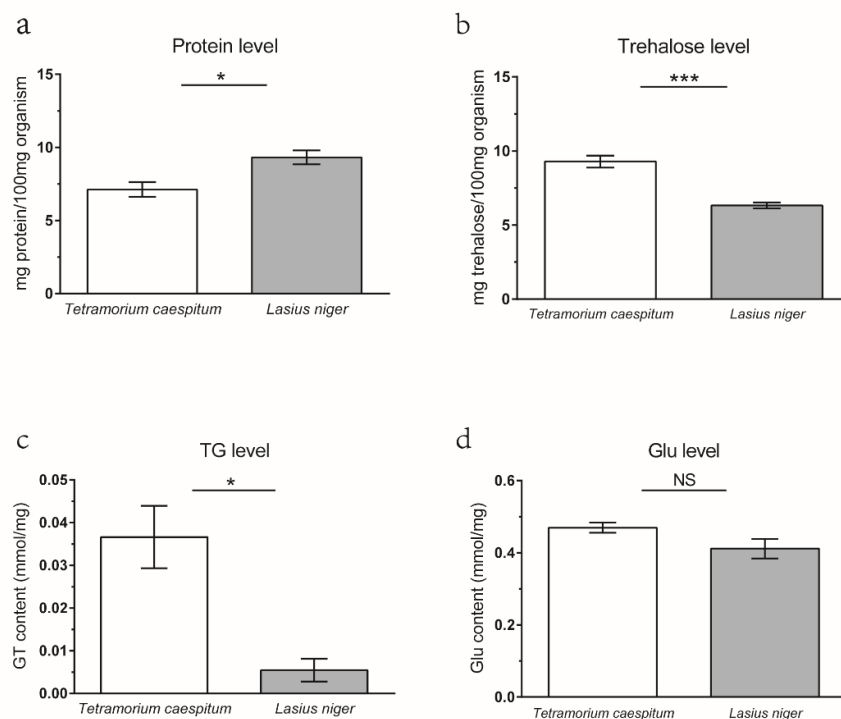 a
Protein level
mg protein/100mg organism
15
10
5
0
*
Tetramorium caespitum
Lasius niger
b
Trehalose level
mg trehalose/100mg organism
15
10
5
0
***
Tetramorium caespitum
Lasius niger
c
TG level
GT content (mmol/mg)
0.05
0.04
0.03
0.02
0.01
0.00
*
Tetramorium caespitum
Lasius niger
d
Glu level
Glu content (mmol/mg)
0.6
0.4
0.2
0.0
NS
Tetramorium caespitum
Lasius niger